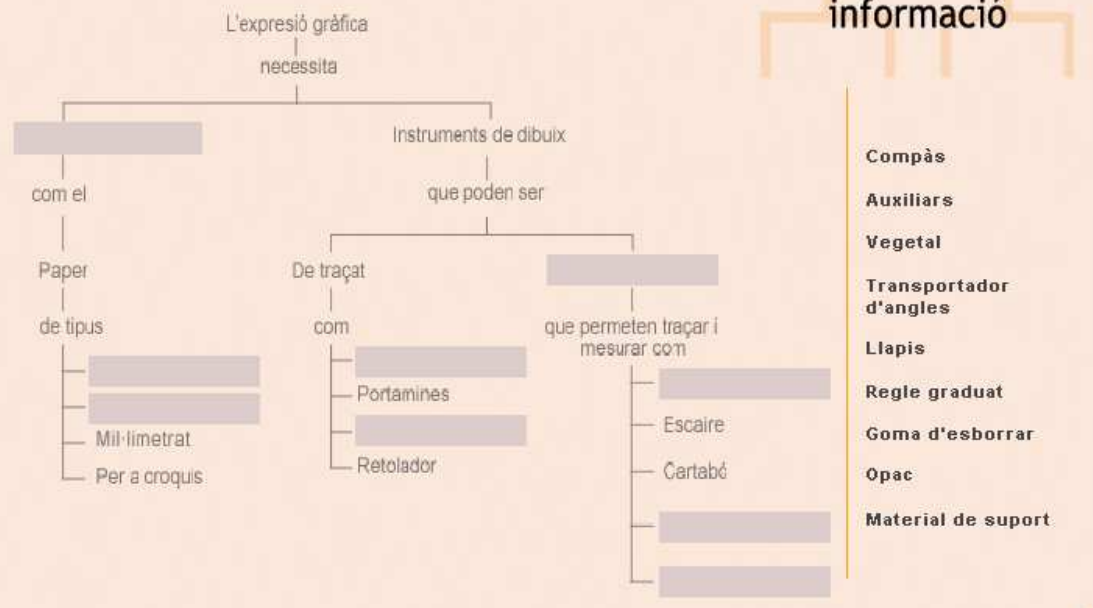 informació
L'expresió gràfica
necessita
Instruments de dibuix
com el
que poden ser
Paper
De traçat
de tipus
com
que permeten traçar i
mesurar com
Portamines
Mil·limetrat
Escaire
Retolador
Per a croquis
Cartabó
Compàs
Auxiliars
Vegetal
Transportador
d'angles
Llapis
Regle graduat
Goma d'esborrar
Opac
Material de suport